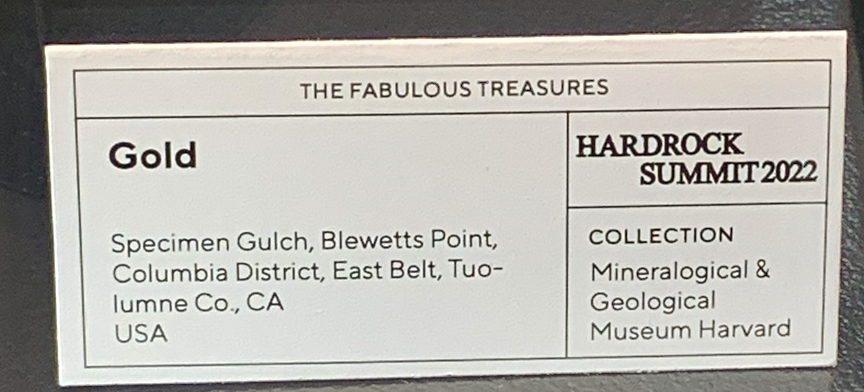 THE FABULOUS TREASURES
Gold
Specimen Gulch, Blewetts Point,
Columbia District, East Belt, Tuo-
lumne Co., CA
USA
HARDROCK
SUMMIT 2022
COLLECTION
Mineralogical &
Geological
Museum Harvard